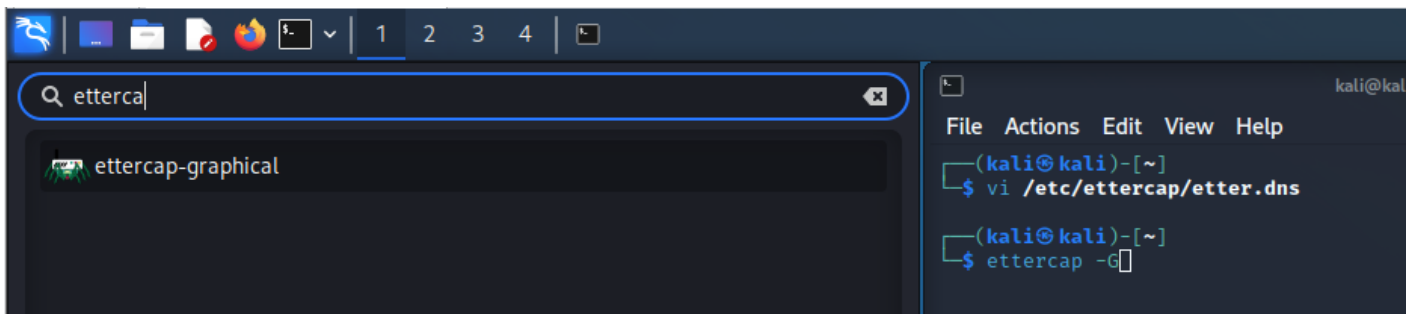 1 2 3 4
etterca
ettercap-graphical
kali@kal
File Actions Edit View Help
┌──(kali㉿kali)-[~]
└─$ vi /etc/ettercap/etter.dns
┌──(kali㉿kali)-[~]
└─$ ettercap -G